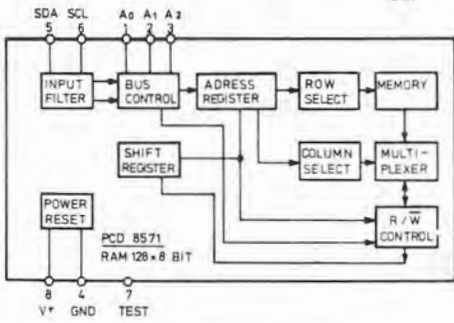 SDA SCL A0 A1 A2
5 6 1 2 3
INPUT FILTER
BUS CONTROL
ADRESS REGISTER
ROW SELECT
MEMORY
SHIFT REGISTER
COLUMN SELECT
MULTI-PLEXER
POWER RESET
R/W̅ CONTROL
PCD 8571
RAM 128 x 8 BIT
8 4 7
V+ GND TEST